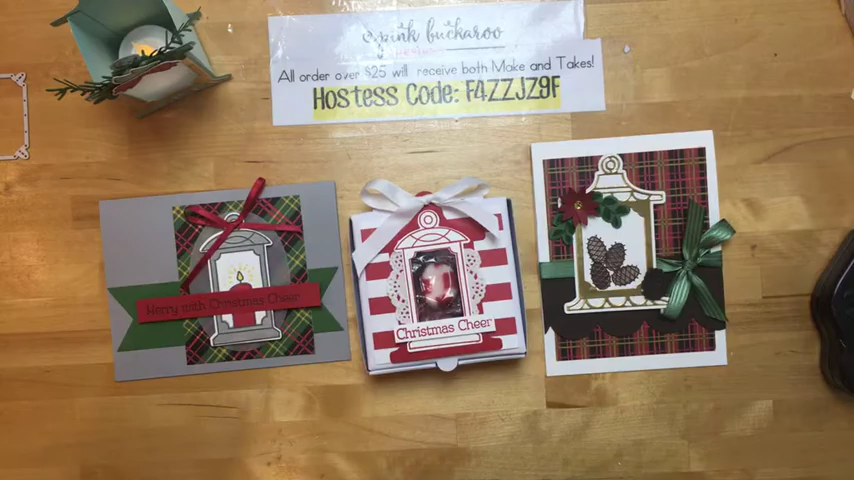 pink buckaroo
All order over $25 will receive both Make and Takes!
Hostess Code: F4ZZJZ9F
Merry with Christmas Cheer
Christmas Cheer